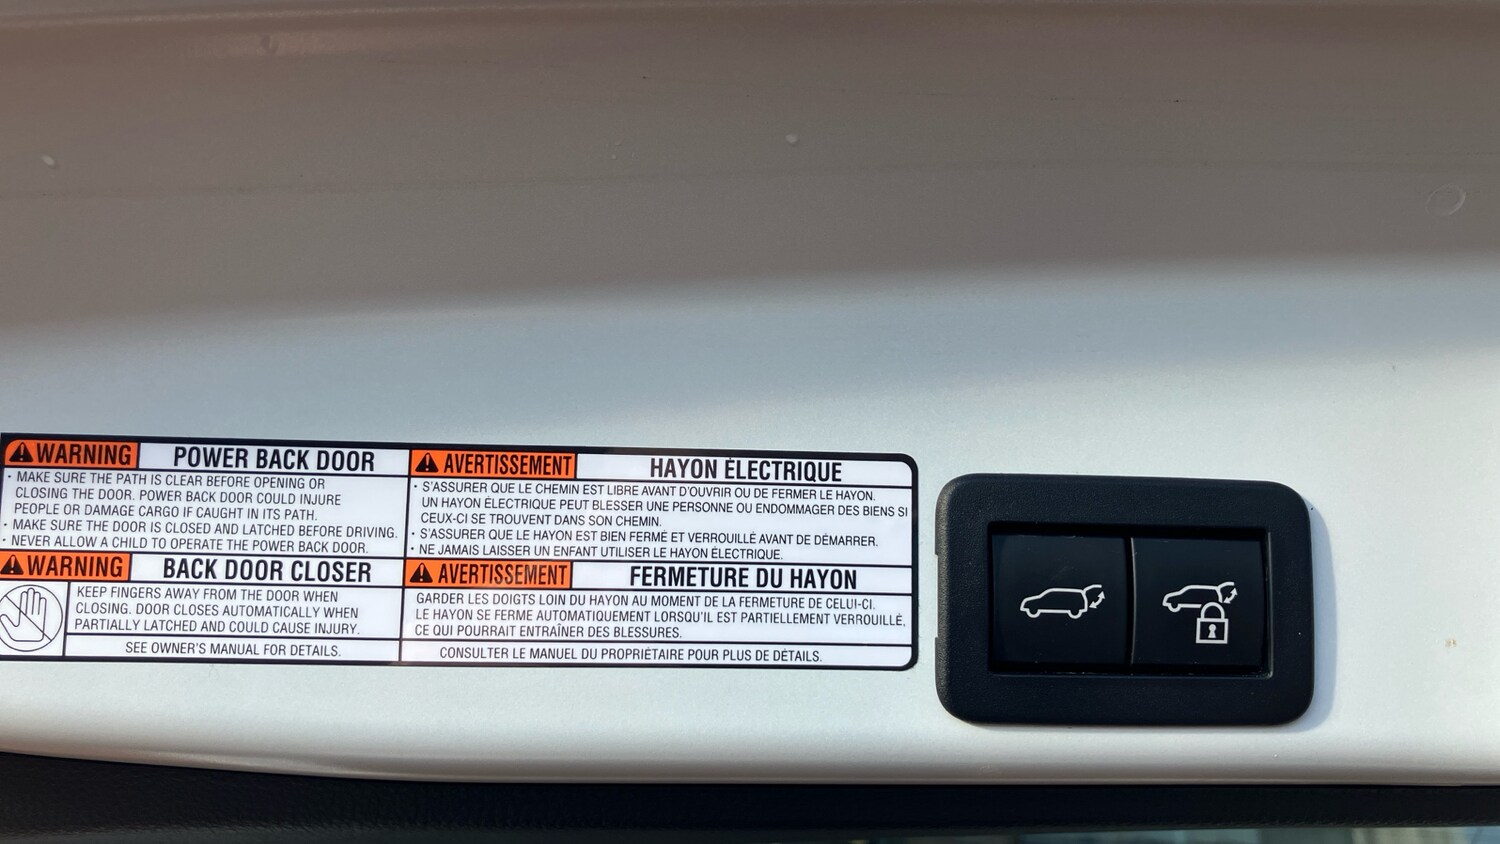 WARNING POWER BACK DOOR
· MAKE SURE THE PATH IS CLEAR BEFORE OPENING OR
CLOSING THE DOOR. POWER BACK DOOR COULD INJURE
PEOPLE OR DAMAGE CARGO IF CAUGHT IN ITS PATH.
· MAKE SURE THE DOOR IS CLOSED AND LATCHED BEFORE DRIVING.
· NEVER ALLOW A CHILD TO OPERATE THE POWER BACK DOOR.
WARNING BACK DOOR CLOSER
KEEP FINGERS AWAY FROM THE DOOR WHEN
CLOSING. DOOR CLOSES AUTOMATICALLY WHEN
PARTIALLY LATCHED AND COULD CAUSE INJURY.
SEE OWNER'S MANUAL FOR DETAILS.
AVERTISSEMENT HAYON ÉLECTRIQUE
· S'ASSURER QUE LE CHEMIN EST LIBRE AVANT D'OUVRIR OU DE FERMER LE HAYON.
UN HAYON ÉLECTRIQUE PEUT BLESSER UNE PERSONNE OU ENDOMMAGER DES BIENS SI
CEUX-CI SE TROUVENT DANS SON CHEMIN.
· S'ASSURER QUE LE HAYON EST BIEN FERMÉ ET VERROUILLÉ AVANT DE DÉMARRER.
· NE JAMAIS LAISSER UN ENFANT UTILISER LE HAYON ÉLECTRIQUE.
AVERTISSEMENT FERMETURE DU HAYON
GARDER LES DOIGTS LOIN DU HAYON AU MOMENT DE LA FERMETURE DE CELUI-CI.
LE HAYON SE FERME AUTOMATIQUEMENT LORSQU'IL EST PARTIELLEMENT VERROUILLÉ,
CE QUI POURRAIT ENTRAÎNER DES BLESSURES.
CONSULTER LE MANUEL DU PROPRIÉTAIRE POUR PLUS DE DÉTAILS.